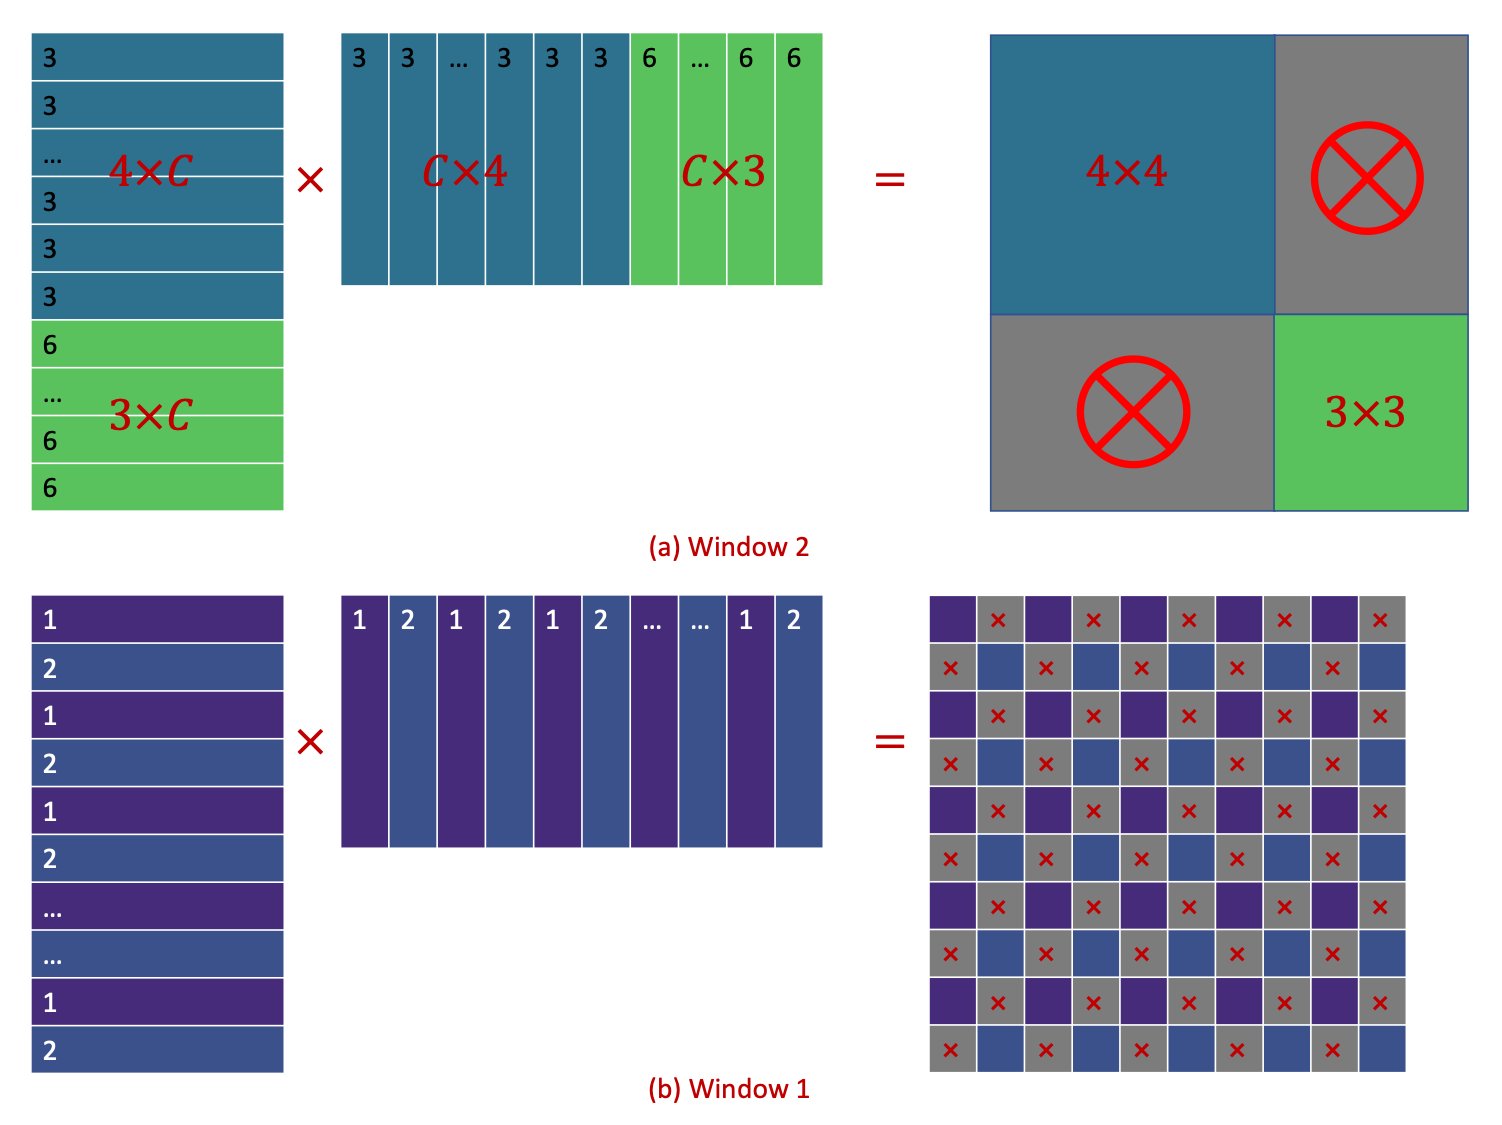 3
3
...
3
3
3
6
...
6
6
4×C
3×C
×
3 3 ... 3 3 3 6 ... 6 6
C×4 C×3
=
4×4
3×3
(a) Window 2
1
2
1
2
1
2
...
...
1
2
×
1 2 1 2 1 2 ... ... 1 2
=
× × × × ×
× × × × ×
× × × × ×
× × × × ×
× × × × ×
× × × × ×
× × × × ×
× × × × ×
× × × × ×
× × × × ×
(b) Window 1